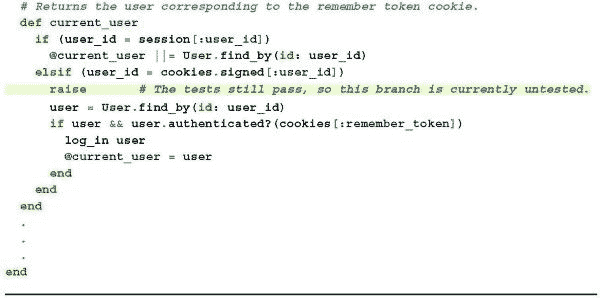 # Returns the user corresponding to the remember token cookie.
def current_user
if (user_id = session[:user_id])
@current_user ||= User.find_by(id: user_id)
elsif (user_id = cookies.signed[:user_id])
raise # The tests still pass, so this branch is currently untested.
user = User.find_by(id: user_id)
if user && user.authenticated?(cookies[:remember_token])
log_in user
@current_user = user
end
end
end
.
.
.
end